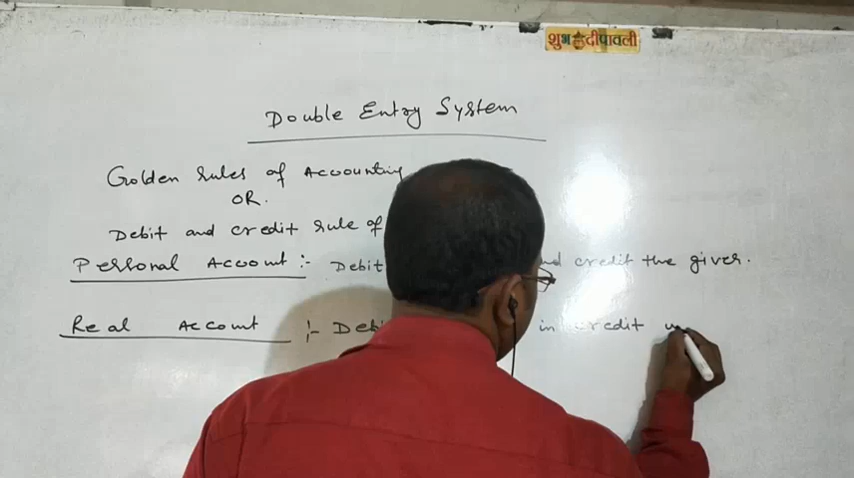 शुभ दीपावली
Double Entry System
Golden rules of Accounting
OR.
Debit and credit rule of
Personal Account :- Debit and credit the giver.
Real Account :- Debi in credit w